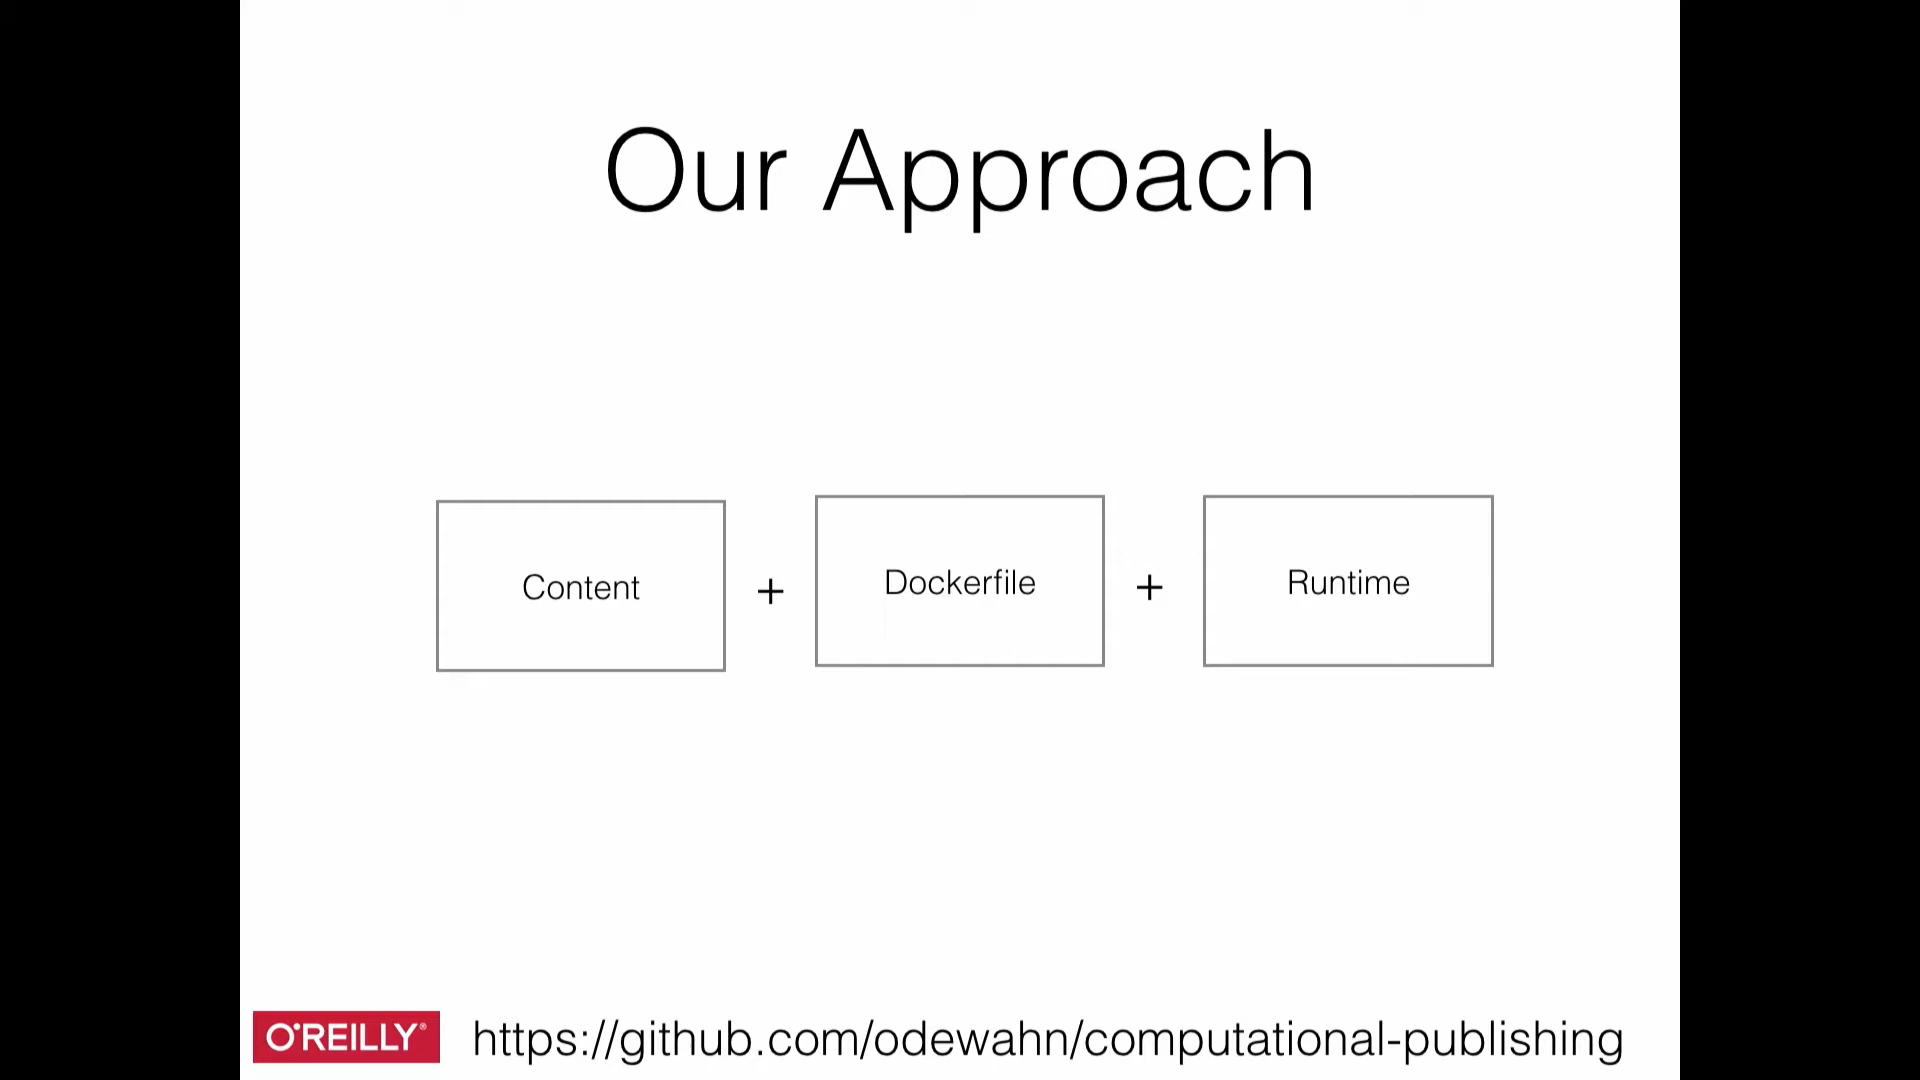 Our Approach
Content + Dockerfile + Runtime
O'REILLY® https://github.com/odewahn/computational-publishing